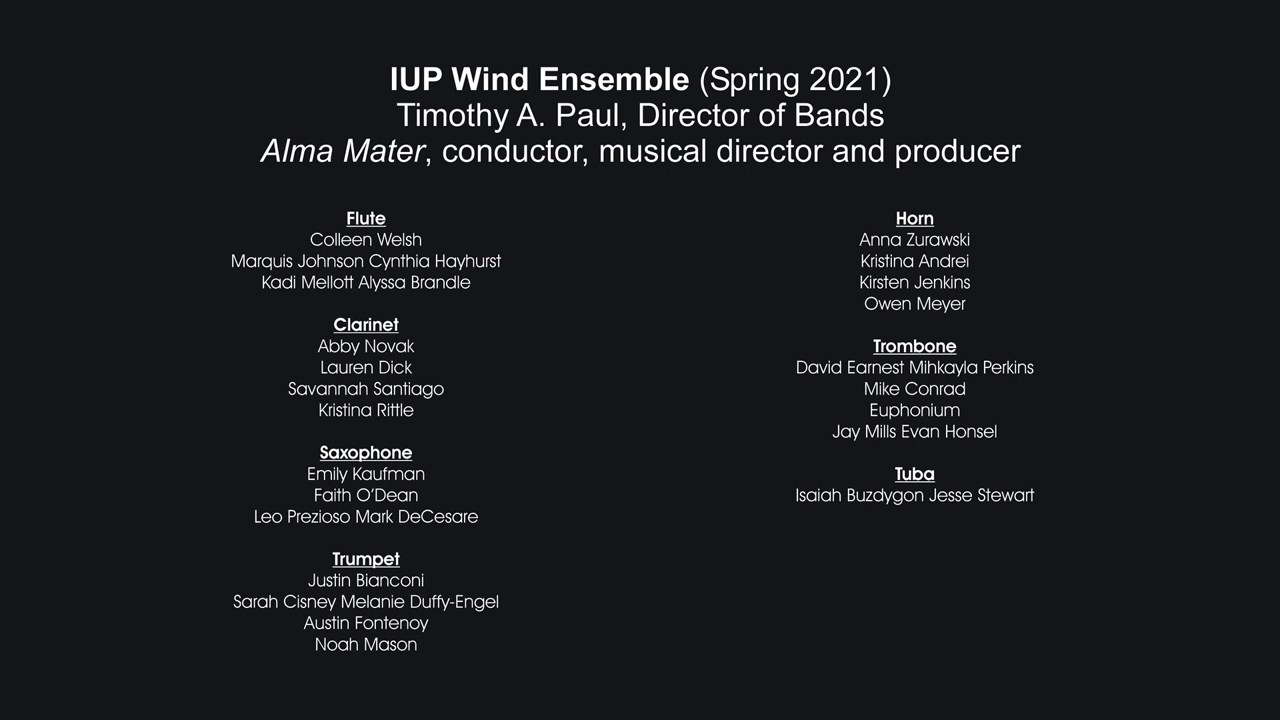 IUP Wind Ensemble (Spring 2021)
Timothy A. Paul, Director of Bands
Alma Mater, conductor, musical director and producer
Flute
Colleen Welsh
Marquis Johnson Cynthia Hayhurst
Kadi Mellott Alyssa Brandle
Clarinet
Abby Novak
Lauren Dick
Savannah Santiago
Kristina Rittle
Saxophone
Emily Kaufman
Faith O’Dean
Leo Prezioso Mark DeCesare
Trumpet
Justin Bianconi
Sarah Cisney Melanie Duffy-Engel
Austin Fontenoy
Noah Mason
Horn
Anna Zurawski
Kristina Andrei
Kirsten Jenkins
Owen Meyer
Trombone
David Earnest Mihkayla Perkins
Mike Conrad
Euphonium
Jay Mills Evan Honsel
Tuba
Isaiah Buzdygon Jesse Stewart